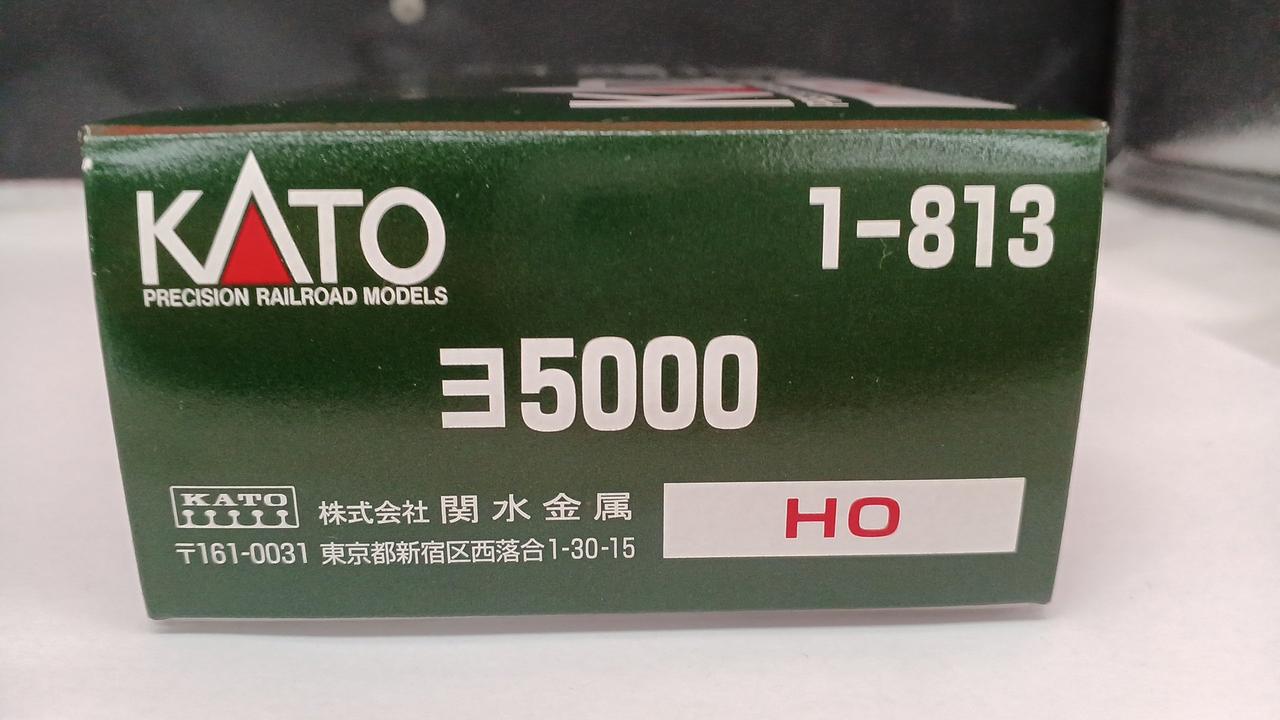 KATO
PRECISION RAILROAD MODELS
1-813
ヨ5000
KATO
株式会社 関水金属
〒161-0031 東京都新宿区西落合1-30-15
HO